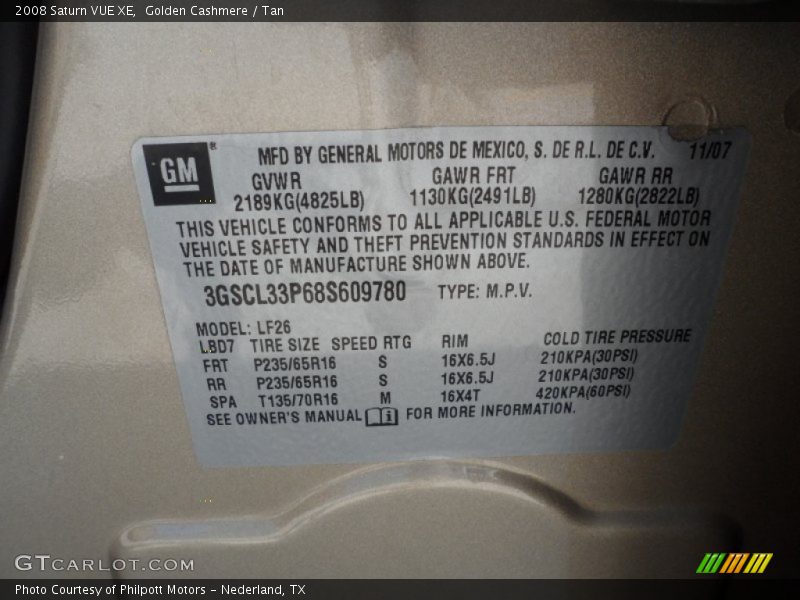 2008 Saturn VUE XE,  Golden Cashmere / Tan
GM ® MFD BY GENERAL MOTORS DE MEXICO, S. DE R.L. DE C.V. 11/07
GVWR GAWR FRT GAWR RR
2189KG(4825LB) 1130KG(2491LB) 1280KG(2822LB)
THIS VEHICLE CONFORMS TO ALL APPLICABLE U.S. FEDERAL MOTOR
VEHICLE SAFETY AND THEFT PREVENTION STANDARDS IN EFFECT ON
THE DATE OF MANUFACTURE SHOWN ABOVE.
3GSCL33P68S609780 TYPE: M.P.V.
MODEL: LF26
LBD7 TIRE SIZE SPEED RTG RIM COLD TIRE PRESSURE
FRT P235/65R16 S 16X6.5J 210KPA(30PSI)
RR P235/65R16 S 16X6.5J 210KPA(30PSI)
SPA T135/70R16 M 16X4T 420KPA(60PSI)
SEE OWNER'S MANUAL i FOR MORE INFORMATION.
GTCARLOT.COM
Photo Courtesy of Philpott Motors - Nederland, TX